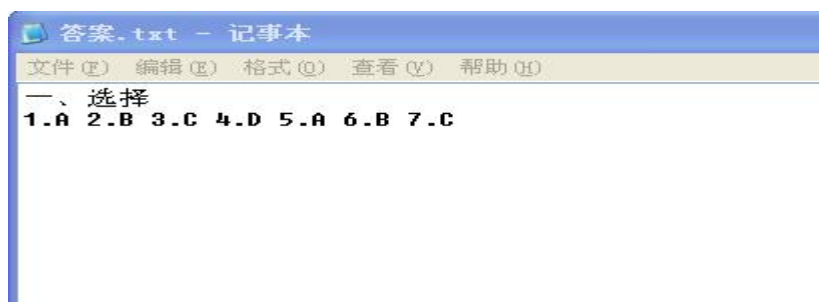 答案.txt - 记事本
文件(F) 编辑(E) 格式(O) 查看(V) 帮助(H)
一、选择
1.A 2.B 3.C 4.D 5.A 6.B 7.C